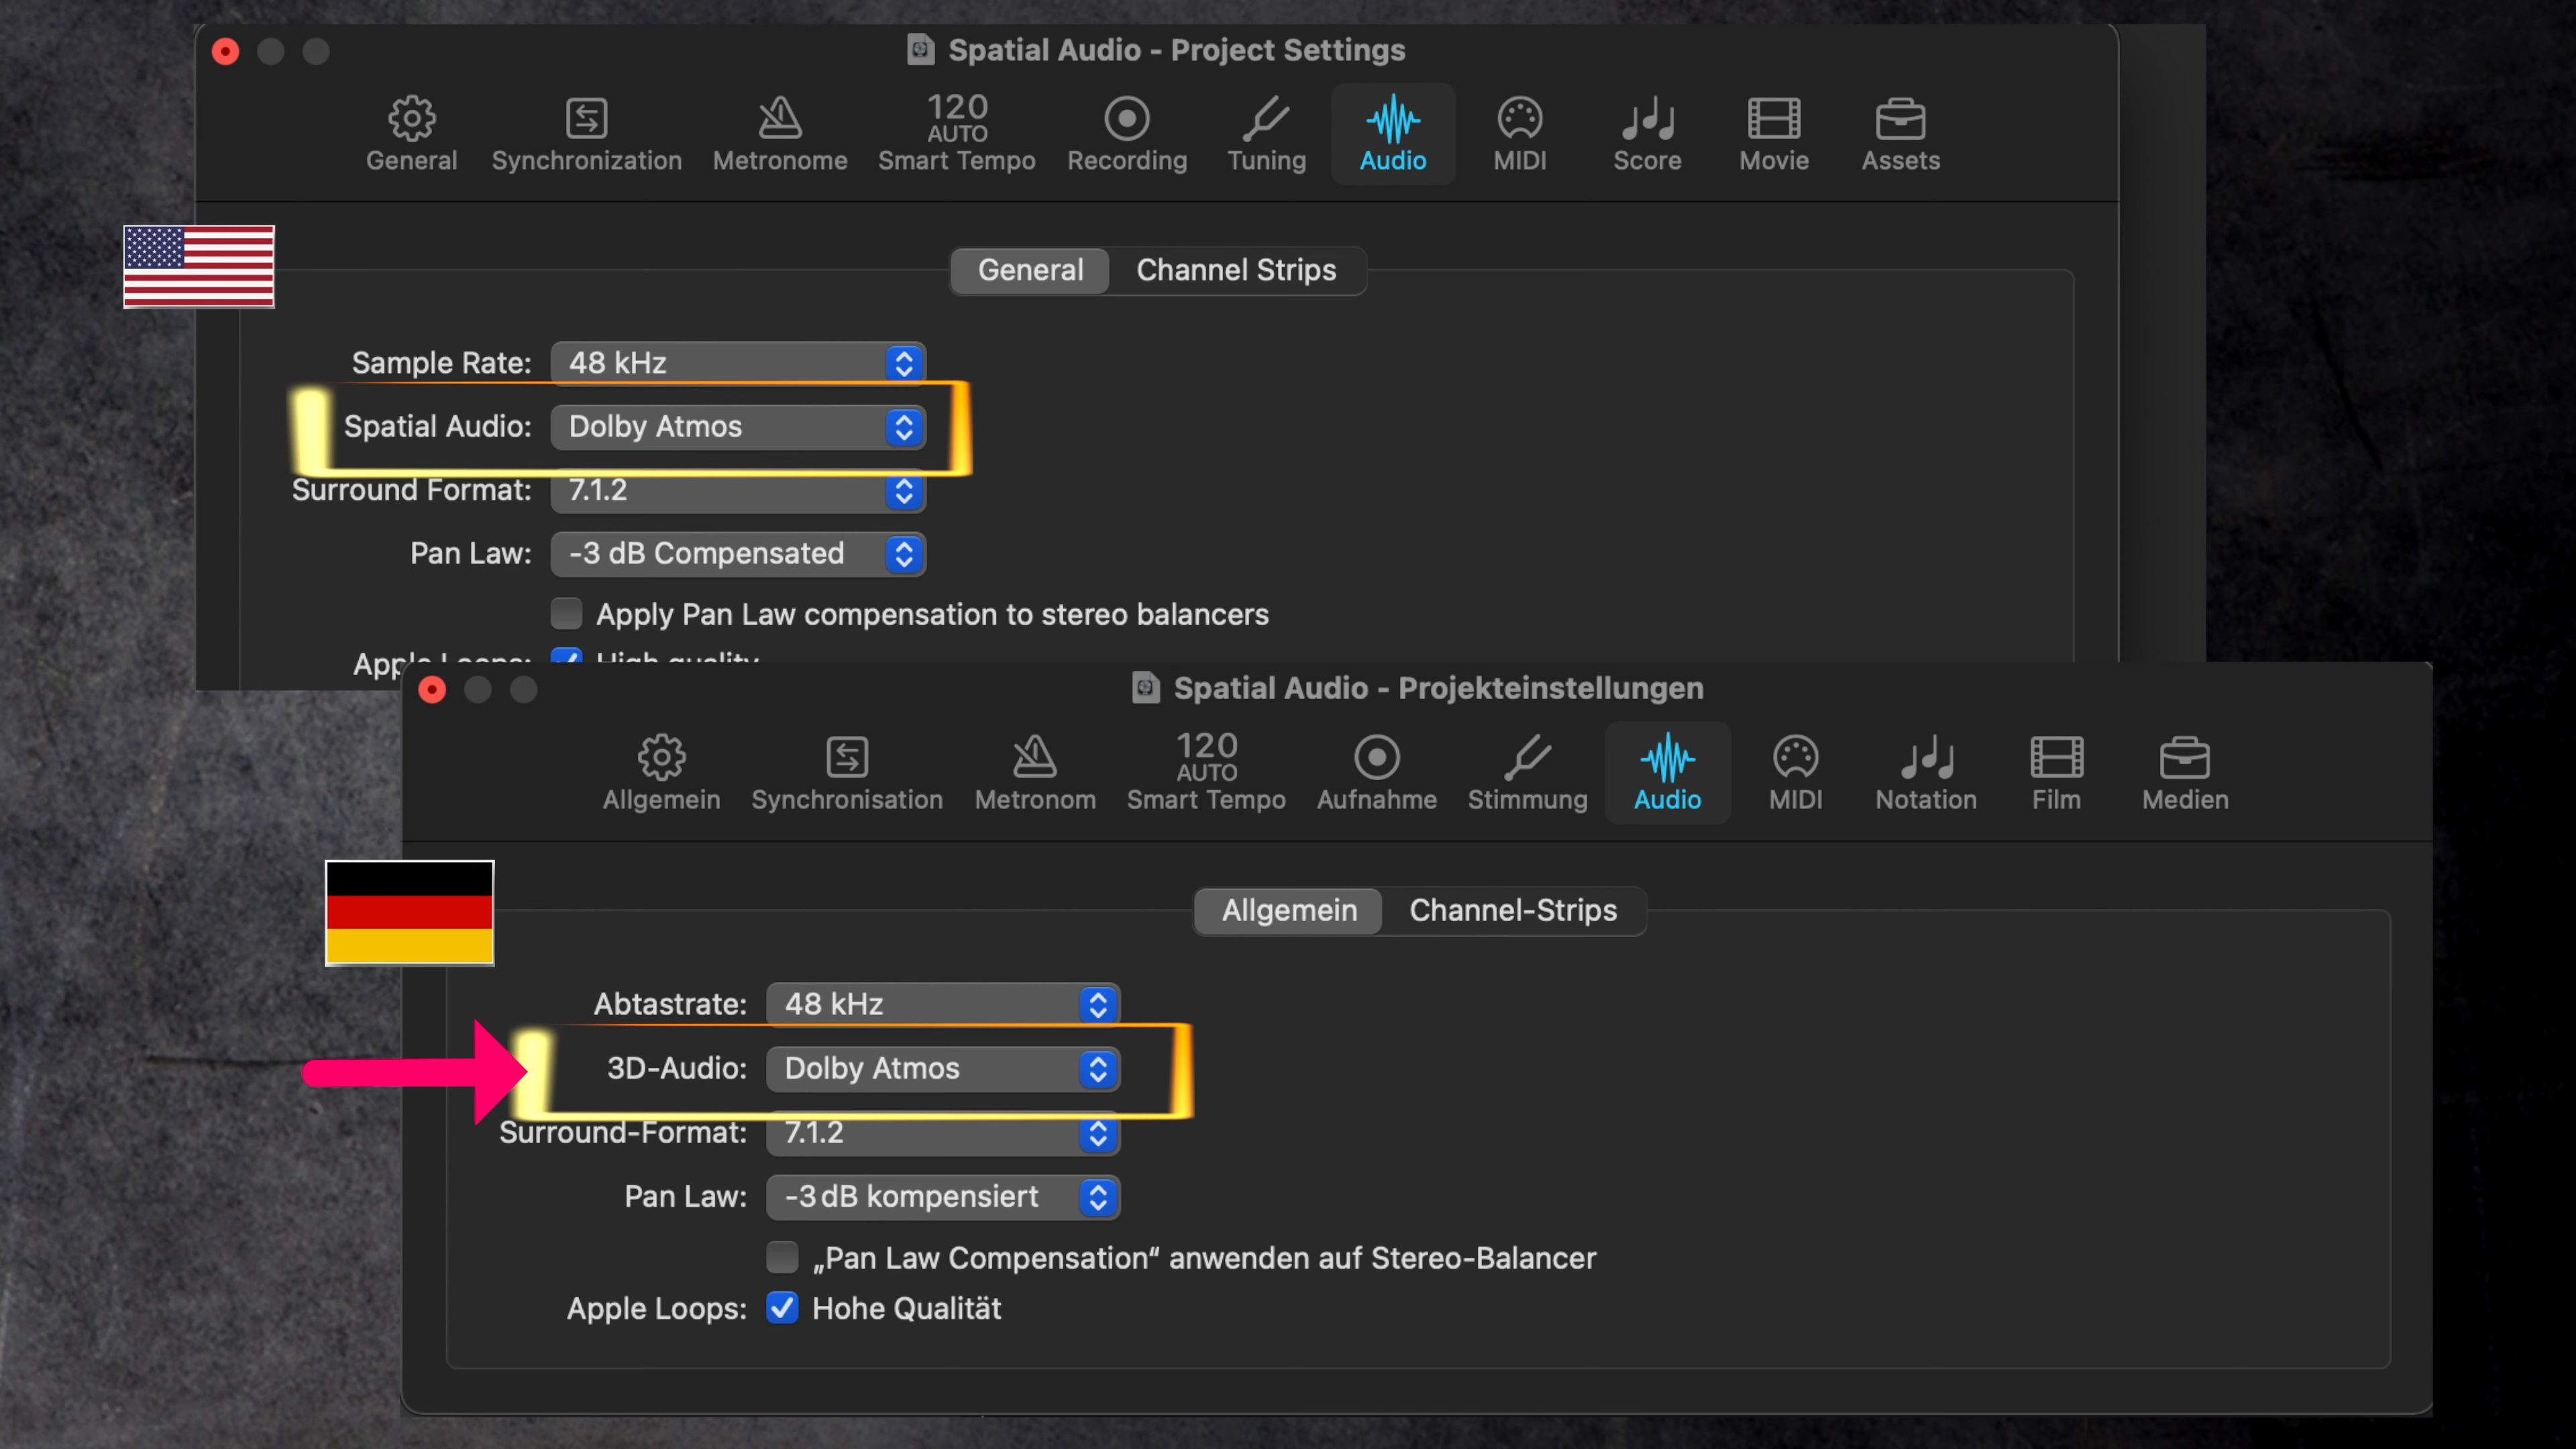 Spatial Audio - Project Settings
General Synchronization Metronome 120 AUTO Smart Tempo Recording Tuning Audio MIDI Score Movie Assets
General Channel Strips
Sample Rate: 48 kHz
Spatial Audio: Dolby Atmos
Surround Format: 7.1.2
Pan Law: -3 dB Compensated
Apply Pan Law compensation to stereo balancers
Apple Loops: High quality
Spatial Audio - Projekteinstellungen
Allgemein Synchronisation Metronom 120 AUTO Smart Tempo Aufnahme Stimmung Audio MIDI Notation Film Medien
Allgemein Channel-Strips
Abtastrate: 48 kHz
3D-Audio: Dolby Atmos
Surround-Format: 7.1.2
Pan Law: -3 dB kompensiert
„Pan Law Compensation“ anwenden auf Stereo-Balancer
Apple Loops: Hohe Qualität